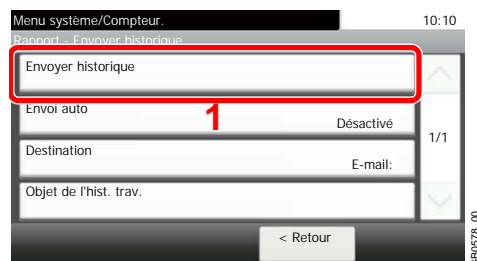 Menu système/Compteur.
10:10
Rapport - Envoyer historique
Envoyer historique
Envoi auto
1
Désactivé
1/1
Destination
E-mail:
Objet de l'hist. trav.
< Retour
GB0578_00